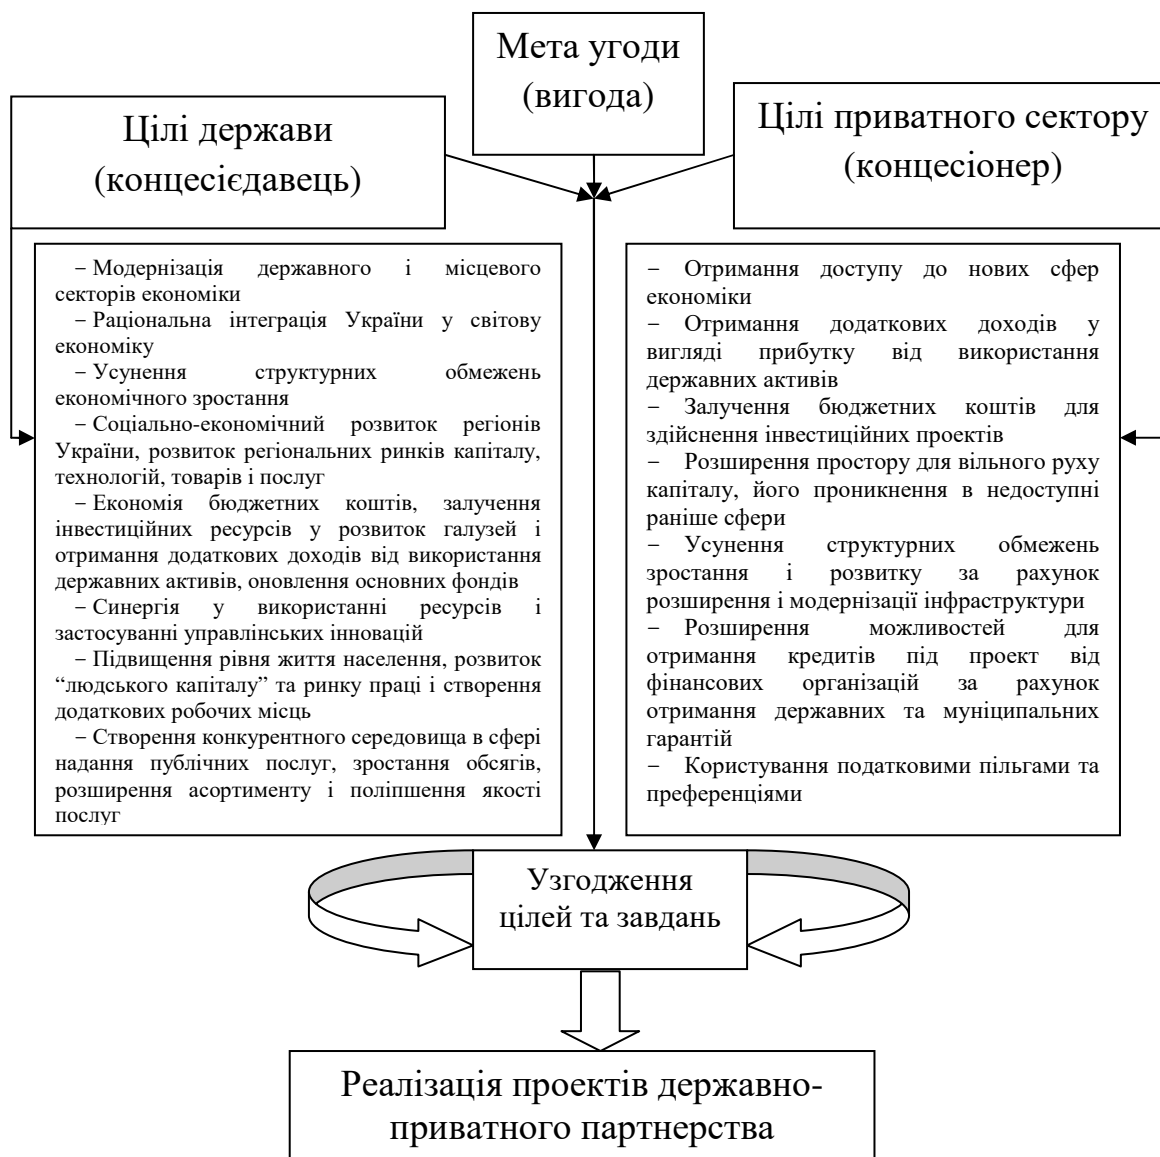 Мета угоди
(вигода)
Цілі держави
(концесієдавець)
Цілі приватного сектору
(концесіонер)
– Модернізація державного і місцевого
секторів економіки
– Раціональна інтеграція України у світову
економіку
– Усунення структурних обмежень
економічного зростання
– Соціально-економічний розвиток регіонів
України, розвиток регіональних ринків капіталу,
технологій, товарів і послуг
– Економія бюджетних коштів, залучення
інвестиційних ресурсів у розвиток галузей і
отримання додаткових доходів від використання
державних активів, оновлення основних фондів
– Синергія у використанні ресурсів і
застосуванні управлінських інновацій
– Підвищення рівня життя населення, розвиток
“людського капіталу” та ринку праці і створення
додаткових робочих місць
– Створення конкурентного середовища в сфері
надання публічних послуг, зростання обсягів,
розширення асортименту і поліпшення якості
послуг
– Отримання доступу до нових сфер
економіки
– Отримання додаткових доходів у
вигляді прибутку від використання
державних активів
– Залучення бюджетних коштів для
здійснення інвестиційних проектів
– Розширення простору для вільного руху
капіталу, його проникнення в недоступні
раніше сфери
– Усунення структурних обмежень
зростання і розвитку за рахунок
розширення і модернізації інфраструктури
– Розширення можливостей для
отримання кредитів під проект від
фінансових організацій за рахунок
отримання державних та муніципальних
гарантій
– Користування податковими пільгами та
преференціями
Узгодження
цілей та завдань
Реалізація проектів державно-
приватного партнерства